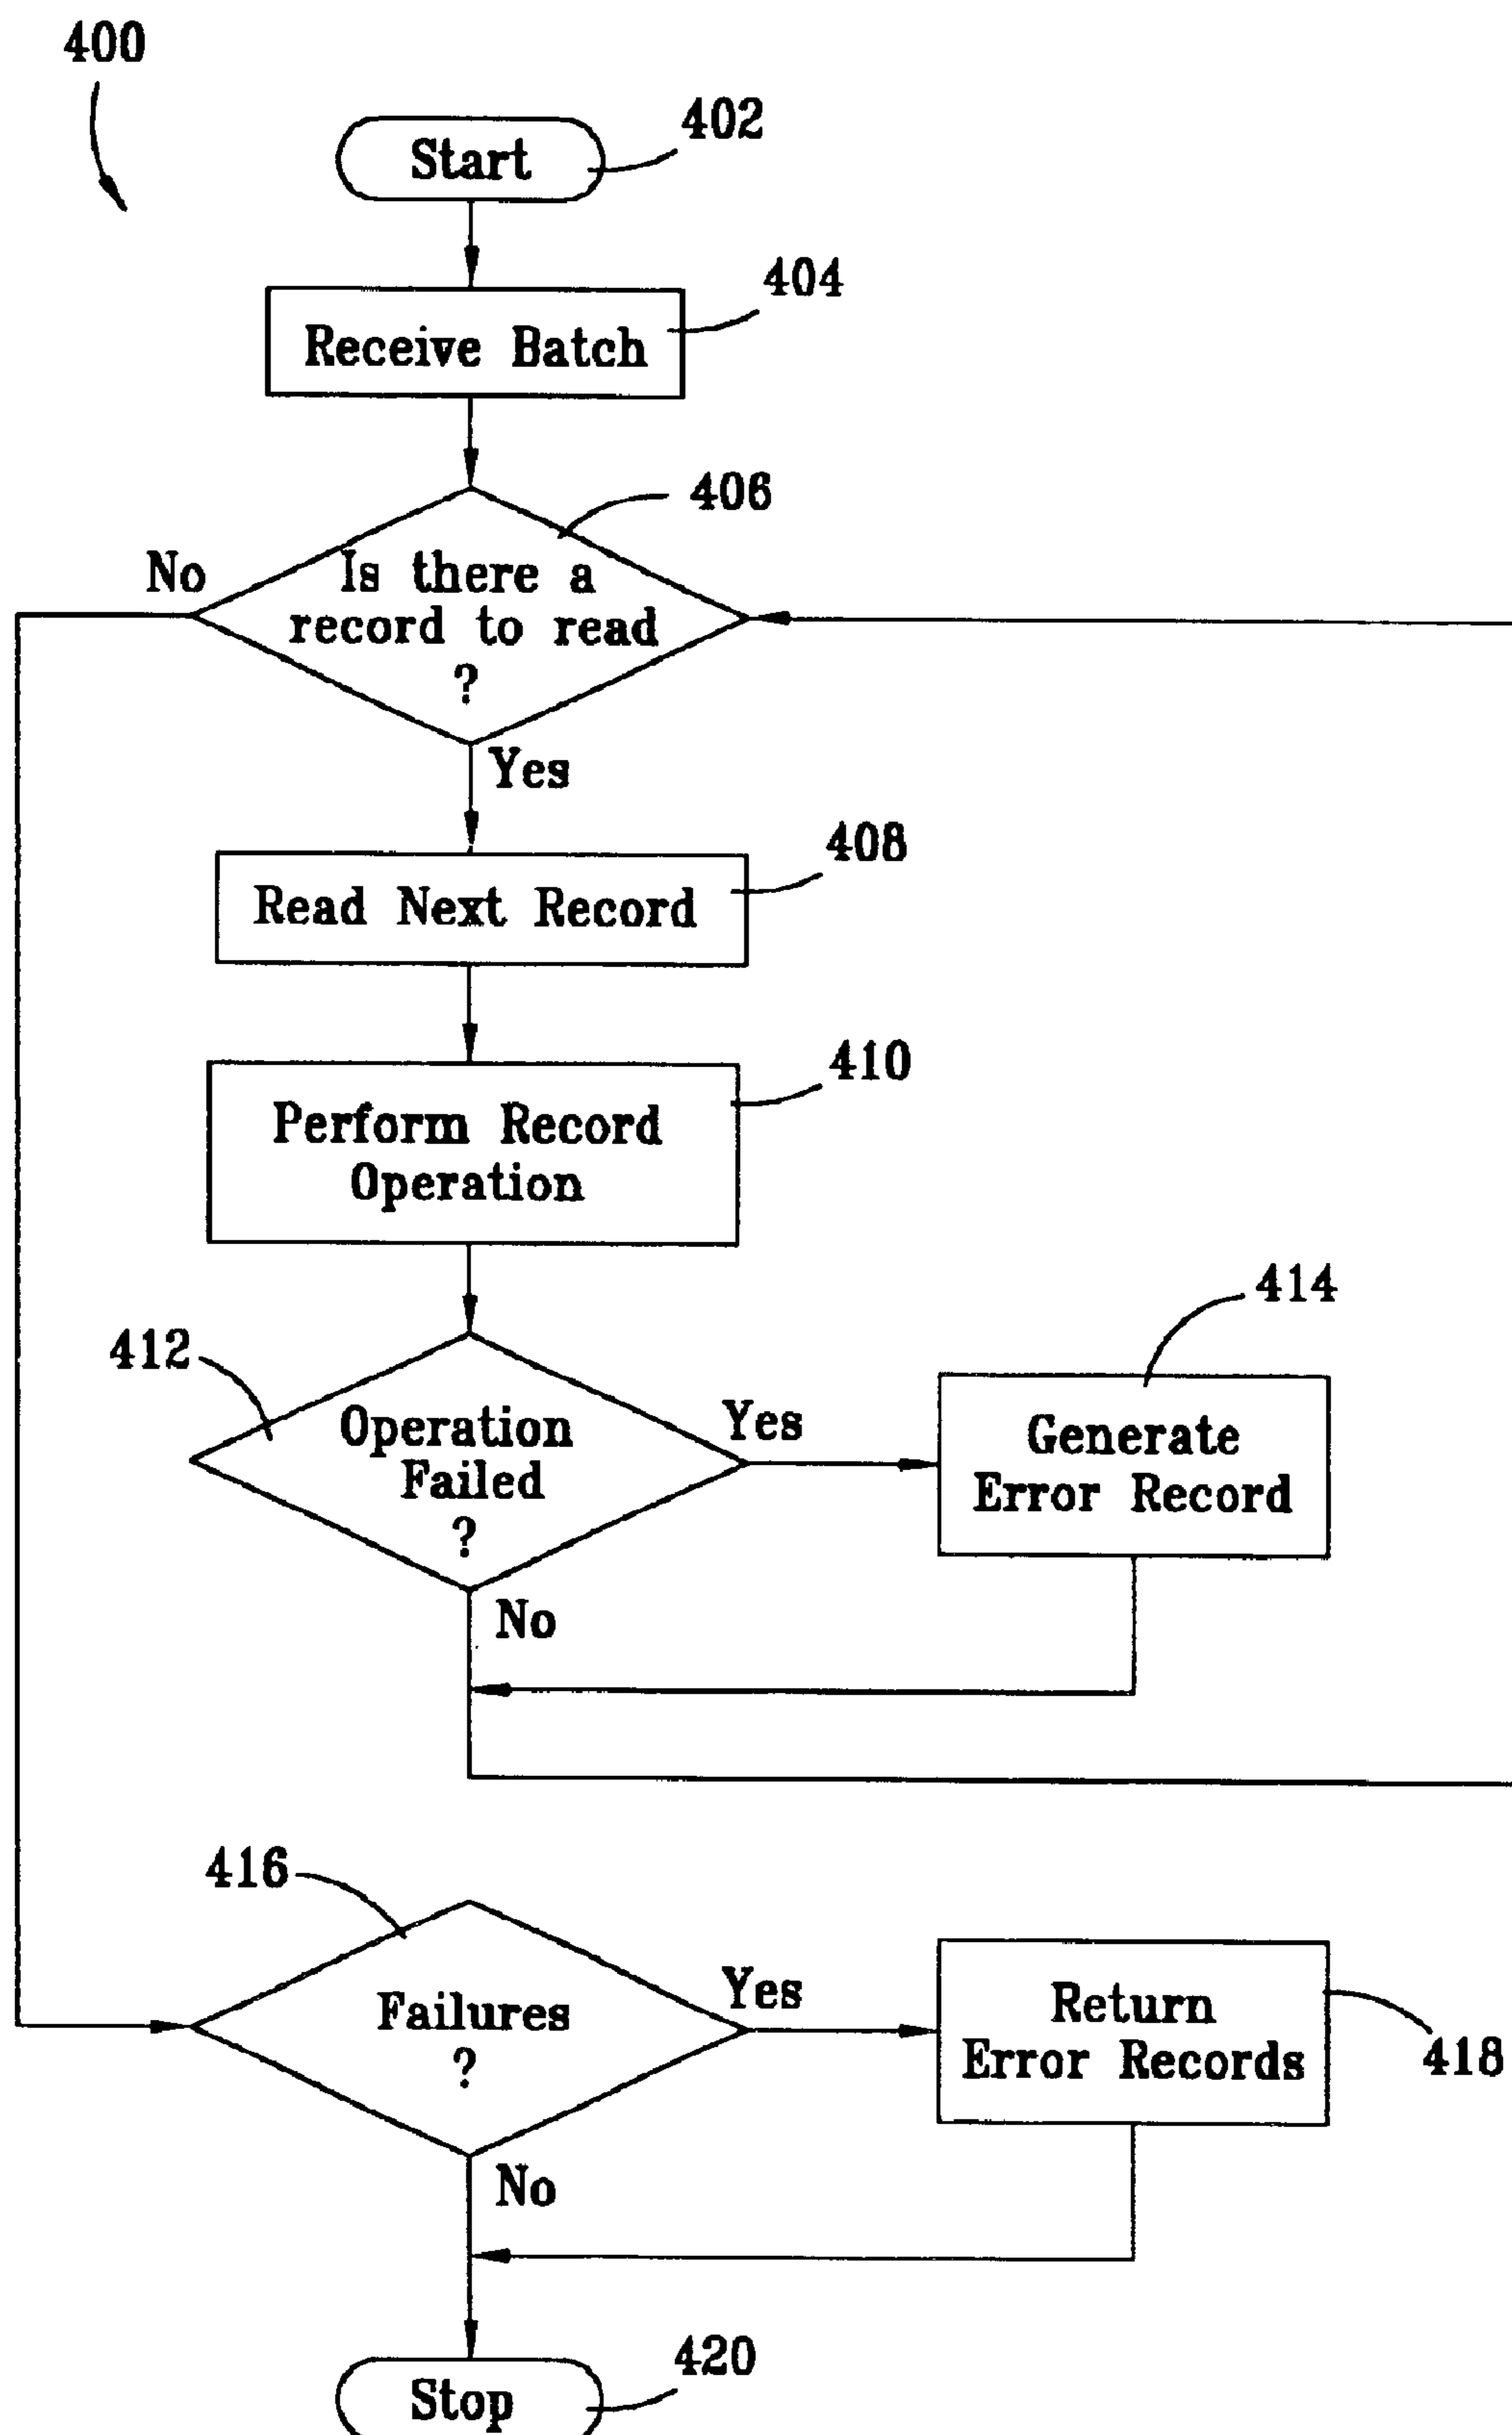 400
Start
402
Receive Batch
404
406
No
Is there a
record to read
?
Yes
408
Read Next Record
410
Perform Record
Operation
412
Operation
Failed
?
Yes
414
Generate
Error Record
No
416
Failures
?
Yes
Return
Error Records
418
No
420
Stop